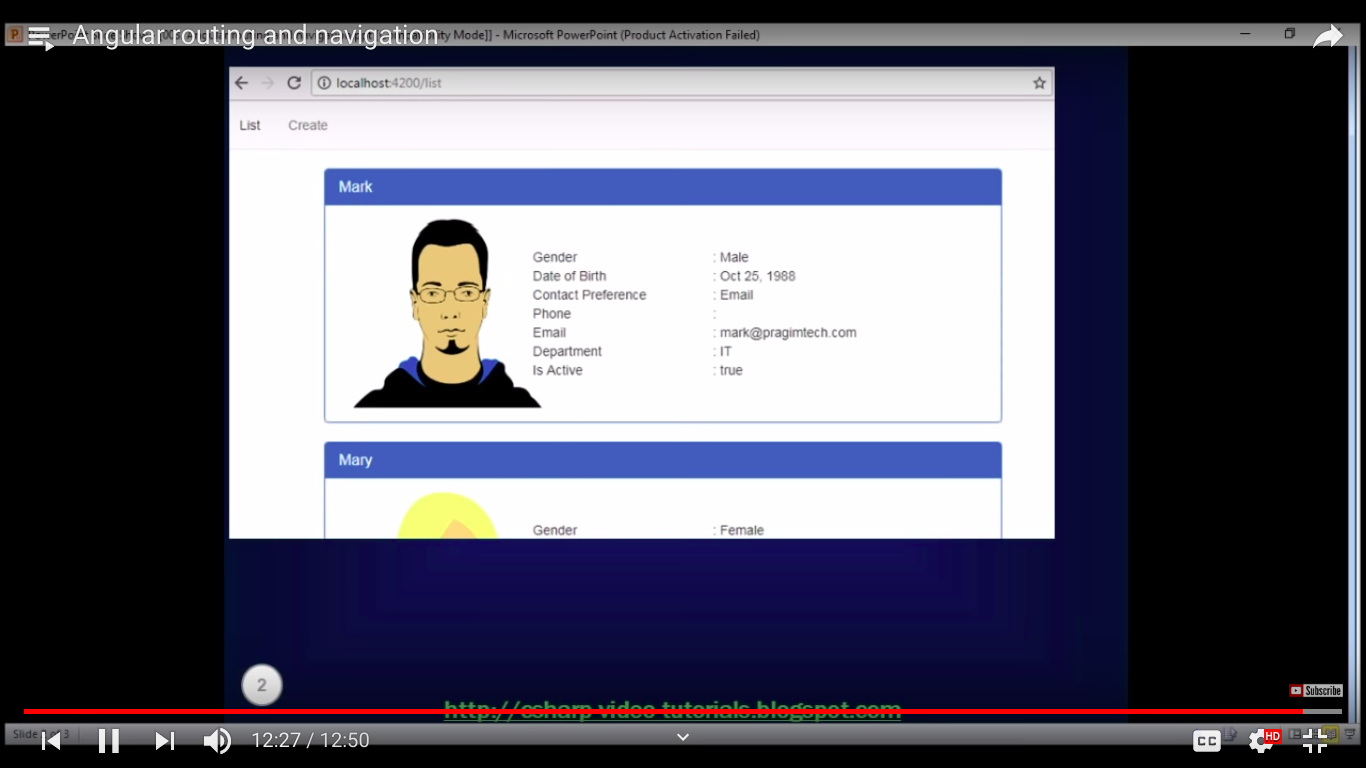 Angular routing and navigation
ity Mode]] - Microsoft PowerPoint (Product Activation Failed)
localhost:4200/list
List Create
Mark
Gender : Male
Date of Birth : Oct 25, 1988
Contact Preference : Email
Phone :
Email : mark@pragimtech.com
Department : IT
Is Active : true
Mary
Gender : Female
2
Subscribe
http://csharp-video-tutorials.blogspot.com
Slide
12:27 / 12:50
CC
HD